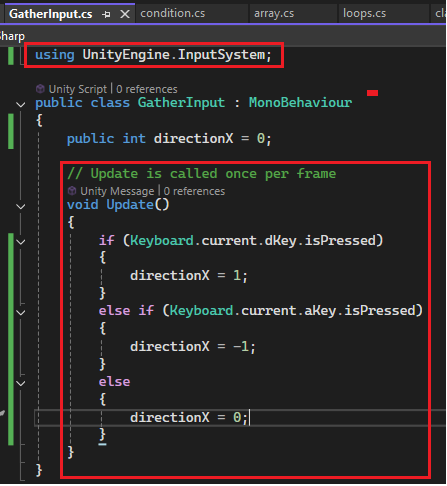 GatherInput.cs
condition.cs
array.cs
loops.cs
Sharp
using UnityEngine.InputSystem;
Unity Script | 0 references
public class GatherInput : MonoBehaviour
{
public int directionX = 0;
// Update is called once per frame
Unity Message | 0 references
void Update()
{
if (Keyboard.current.dKey.isPressed)
{
directionX = 1;
}
else if (Keyboard.current.aKey.isPressed)
{
directionX = -1;
}
else
{
directionX = 0;
}
}
}